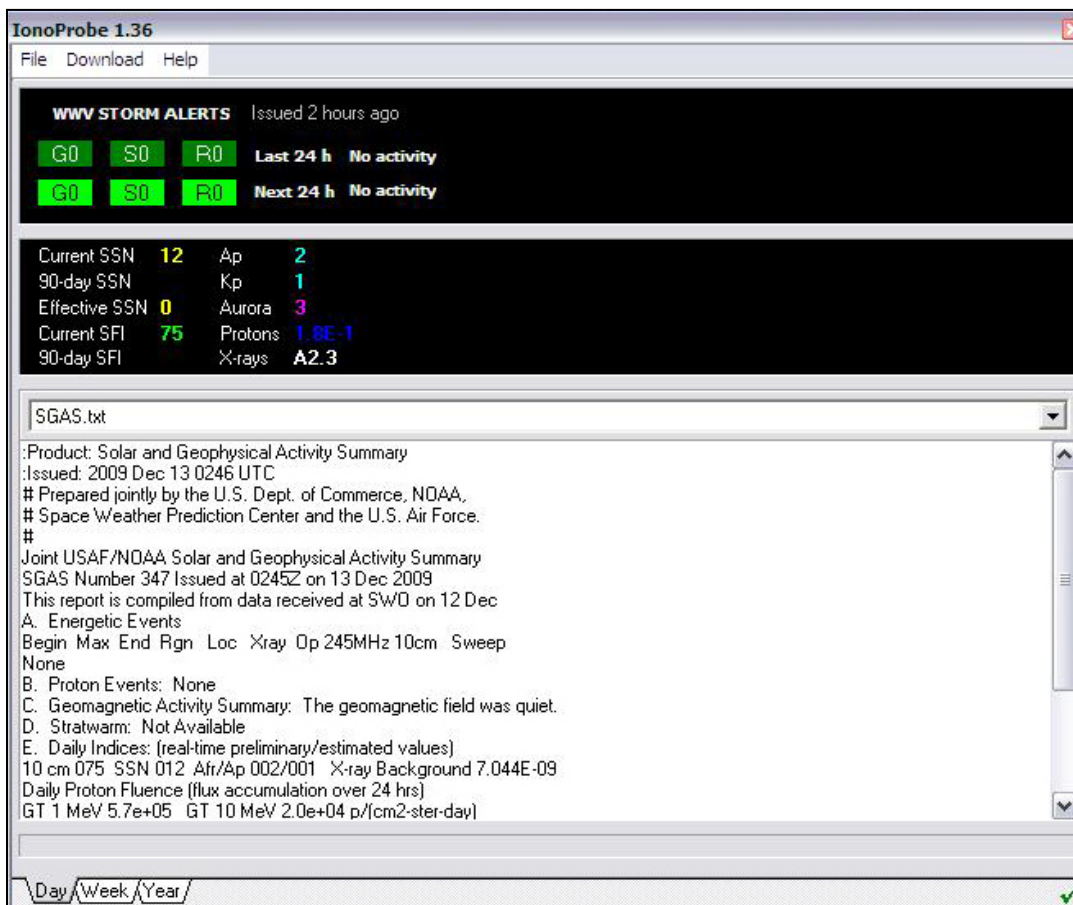 IonoProbe 1.36
File Download Help
WWV STORM ALERTS Issued 2 hours ago
G0 S0 R0 Last 24 h No activity
G0 S0 R0 Next 24 h No activity
Current SSN 12 Ap 2
90-day SSN Kp 1
Effective SSN 0 Aurora 3
Current SFI 75 Protons 1.8E-1
90-day SFI X-rays A2.3
SGAS.txt
:Product: Solar and Geophysical Activity Summary
:Issued: 2009 Dec 13 0246 UTC
# Prepared jointly by the U.S. Dept. of Commerce, NOAA,
# Space Weather Prediction Center and the U.S. Air Force.
#
Joint USAF/NOAA Solar and Geophysical Activity Summary
SGAS Number 347 Issued at 0245Z on 13 Dec 2009
This report is compiled from data received at SWO on 12 Dec
A. Energetic Events
Begin Max End Rgn Loc Xray Op 245MHz 10cm Sweep
None
B. Proton Events: None
C. Geomagnetic Activity Summary: The geomagnetic field was quiet.
D. Stratwarm: Not Available
E. Daily Indices: (real-time preliminary/estimated values)
10 cm 075 SSN 012 Afr/Ap 002/001 X-ray Background 7.044E-09
Daily Proton Fluence (flux accumulation over 24 hrs)
GT 1 MeV 5.7e+05 GT 10 MeV 2.0e+04 p/(cm2-ster-day)
Day Week Year